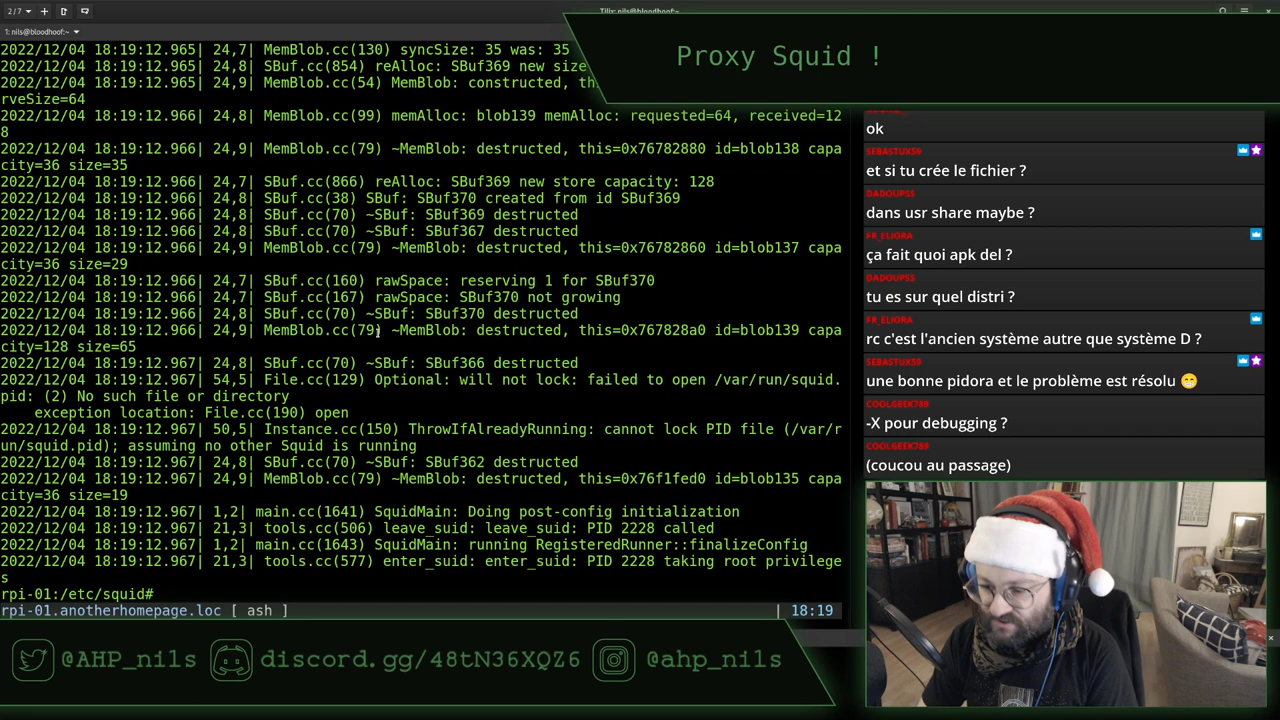 2/7
Tilix: nils@bloodhoof:~
1: nils@bloodhoof:~
Proxy Squid !
2022/12/04 18:19:12.965| 24,7| MemBlob.cc(130) syncSize: 35 was: 35
2022/12/04 18:19:12.965| 24,8| SBuf.cc(854) reAlloc: SBuf369 new size
2022/12/04 18:19:12.965| 24,9| MemBlob.cc(54) MemBlob: constructed, thi
rveSize=64
2022/12/04 18:19:12.966| 24,8| MemBlob.cc(99) memAlloc: blob139 memAlloc: requested=64, received=12
8
2022/12/04 18:19:12.966| 24,9| MemBlob.cc(79) ~MemBlob: destructed, this=0x76782880 id=blob138 capa
city=36 size=35
2022/12/04 18:19:12.966| 24,7| SBuf.cc(866) reAlloc: SBuf369 new store capacity: 128
2022/12/04 18:19:12.966| 24,8| SBuf.cc(38) SBuf: SBuf370 created from id SBuf369
2022/12/04 18:19:12.966| 24,8| SBuf.cc(70) ~SBuf: SBuf369 destructed
2022/12/04 18:19:12.966| 24,8| SBuf.cc(70) ~SBuf: SBuf367 destructed
2022/12/04 18:19:12.966| 24,9| MemBlob.cc(79) ~MemBlob: destructed, this=0x76782860 id=blob137 capa
city=36 size=29
2022/12/04 18:19:12.966| 24,7| SBuf.cc(160) rawSpace: reserving 1 for SBuf370
2022/12/04 18:19:12.966| 24,7| SBuf.cc(167) rawSpace: SBuf370 not growing
2022/12/04 18:19:12.966| 24,8| SBuf.cc(70) ~SBuf: SBuf370 destructed
2022/12/04 18:19:12.966| 24,9| MemBlob.cc(79) ~MemBlob: destructed, this=0x767828a0 id=blob139 capa
city=128 size=65
2022/12/04 18:19:12.967| 24,8| SBuf.cc(70) ~SBuf: SBuf366 destructed
2022/12/04 18:19:12.967| 54,5| File.cc(129) Optional: will not lock: failed to open /var/run/squid.
pid: (2) No such file or directory
    exception location: File.cc(190) open
2022/12/04 18:19:12.967| 50,5| Instance.cc(150) ThrowIfAlreadyRunning: cannot lock PID file (/var/r
un/squid.pid); assuming no other Squid is running
2022/12/04 18:19:12.967| 24,8| SBuf.cc(70) ~SBuf: SBuf362 destructed
2022/12/04 18:19:12.967| 24,9| MemBlob.cc(79) ~MemBlob: destructed, this=0x76f1fed0 id=blob135 capa
city=36 size=19
2022/12/04 18:19:12.967| 1,2| main.cc(1641) SquidMain: Doing post-config initialization
2022/12/04 18:19:12.967| 21,3| tools.cc(506) leave_suid: leave_suid: PID 2228 called
2022/12/04 18:19:12.967| 1,2| main.cc(1643) SquidMain: running RegisteredRunner::finalizeConfig
2022/12/04 18:19:12.967| 21,3| tools.cc(577) enter_suid: enter_suid: PID 2228 taking root privilege
s
rpi-01:/etc/squid#
rpi-01.anotherhomepage.loc [ ash ] | 18:19
ok
SEBASTUX59
et si tu crée le fichier ?
DADOUPSS
dans usr share maybe ?
FR_ELIORA
ça fait quoi apk del ?
DADOUPSS
tu es sur quel distri ?
FR_ELIORA
rc c'est l'ancien système autre que système D ?
SEBASTUX59
une bonne pidora et le problème est résolu 😁
COOLGEEK789
-X pour debugging ?
COOLGEEK789
(coucou au passage)
@AHP_nils discord.gg/48tN36XQZ6 @ahp_nils